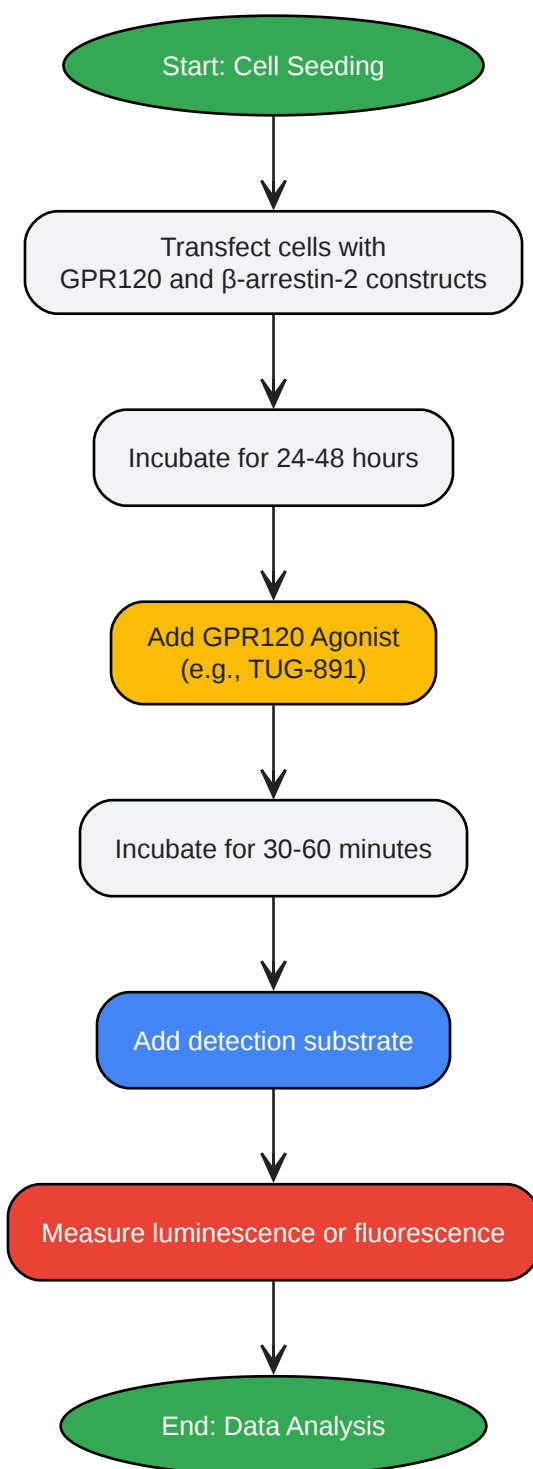 Start: Cell Seeding
Transfect cells with
GPR120 and β-arrestin-2 constructs
Incubate for 24-48 hours
Add GPR120 Agonist
(e.g., TUG-891)
Incubate for 30-60 minutes
Add detection substrate
Measure luminescence or fluorescence
End: Data Analysis